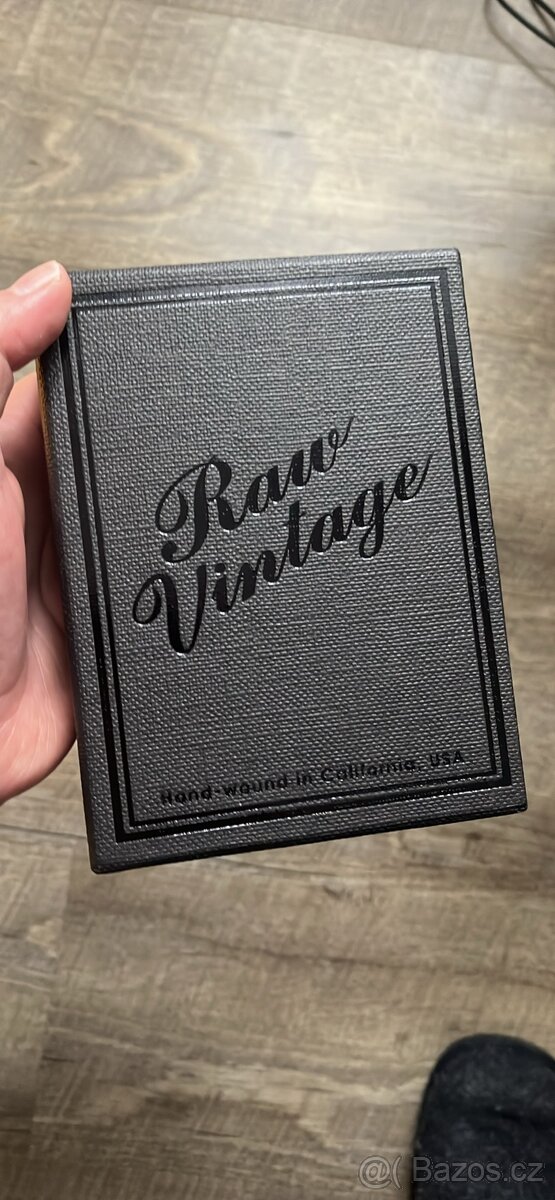 Raw
Vintage
Hand-wound in California, USA
@( Bazos.cz